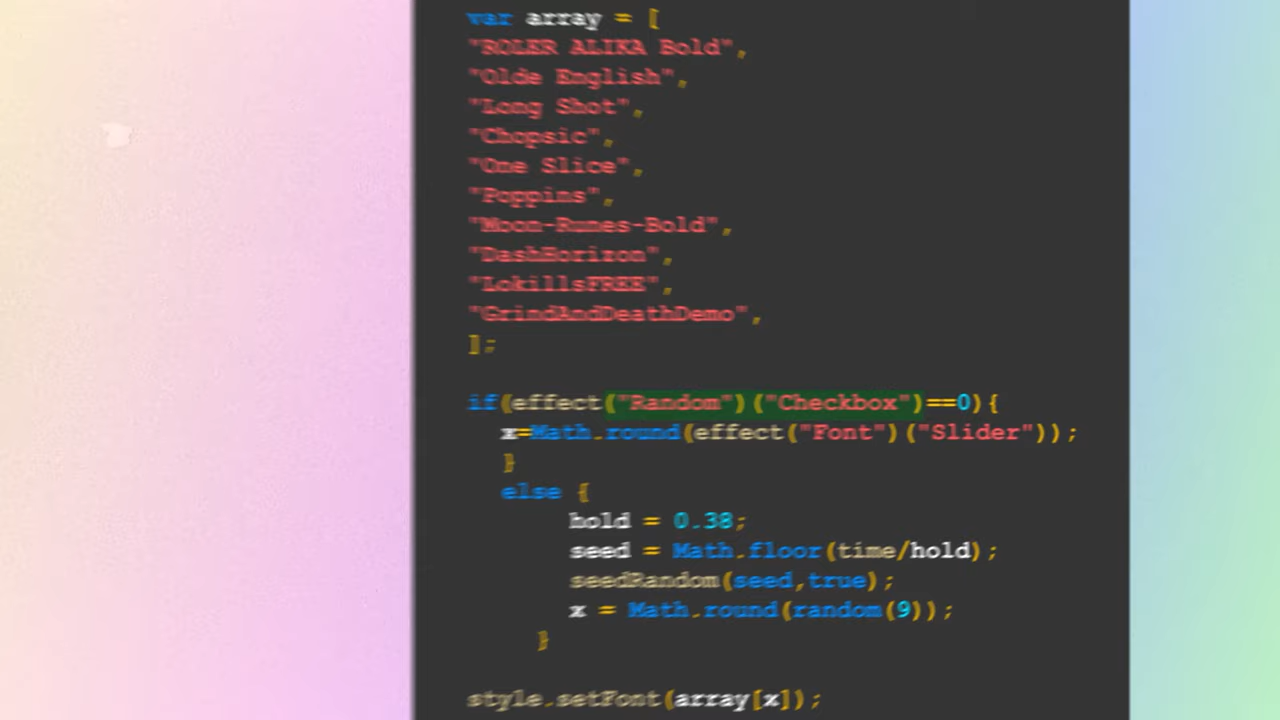 var array = [
"ROLER ALIKA Bold",
"Olde English",
"Long Shot",
"Chopsic",
"One Slice",
"Poppins",
"Moon-Runes-Bold",
"DashHorizon",
"LokillsFREE",
"GrindAndDeathDemo",
];
if(effect("Random")("Checkbox")==0){
x=Math.round(effect("Font")("Slider"));
}
else {
hold = 0.38;
seed = Math.floor(time/hold);
seedRandom(seed,true);
x = Math.round(random(9));
}
style.setFont(array[x]);